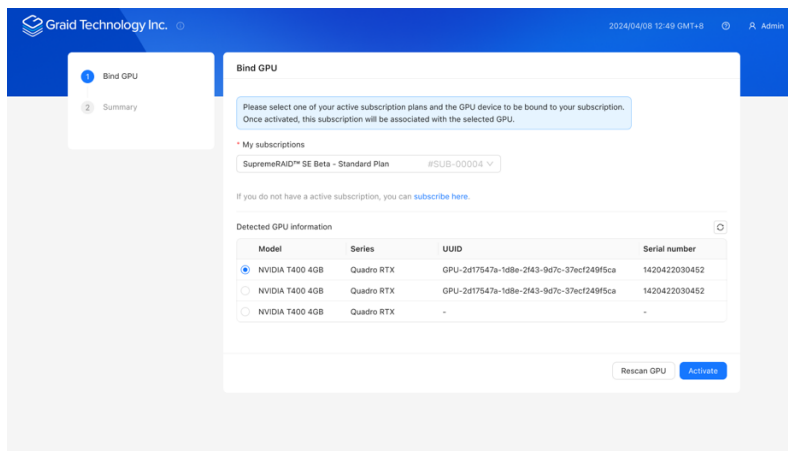 Graid Technology Inc.
2024/04/08 12:49 GMT+8
Admin
1 Bind GPU
2 Summary
Bind GPU
Please select one of your active subscription plans and the GPU device to be bound to your subscription.
Once activated, this subscription will be associated with the selected GPU.
* My subscriptions
SupremeRAID™ SE Beta - Standard Plan #SUB-00004
If you do not have a active subscription, you can subscribe here.
Detected GPU information
Model Series UUID Serial number
NVIDIA T400 4GB Quadro RTX GPU-2d17547a-1d8e-2f43-9d7c-37ecf249f5ca 1420422030452
NVIDIA T400 4GB Quadro RTX GPU-2d17547a-1d8e-2f43-9d7c-37ecf249f5ca 1420422030452
NVIDIA T400 4GB Quadro RTX - -
Rescan GPU Activate